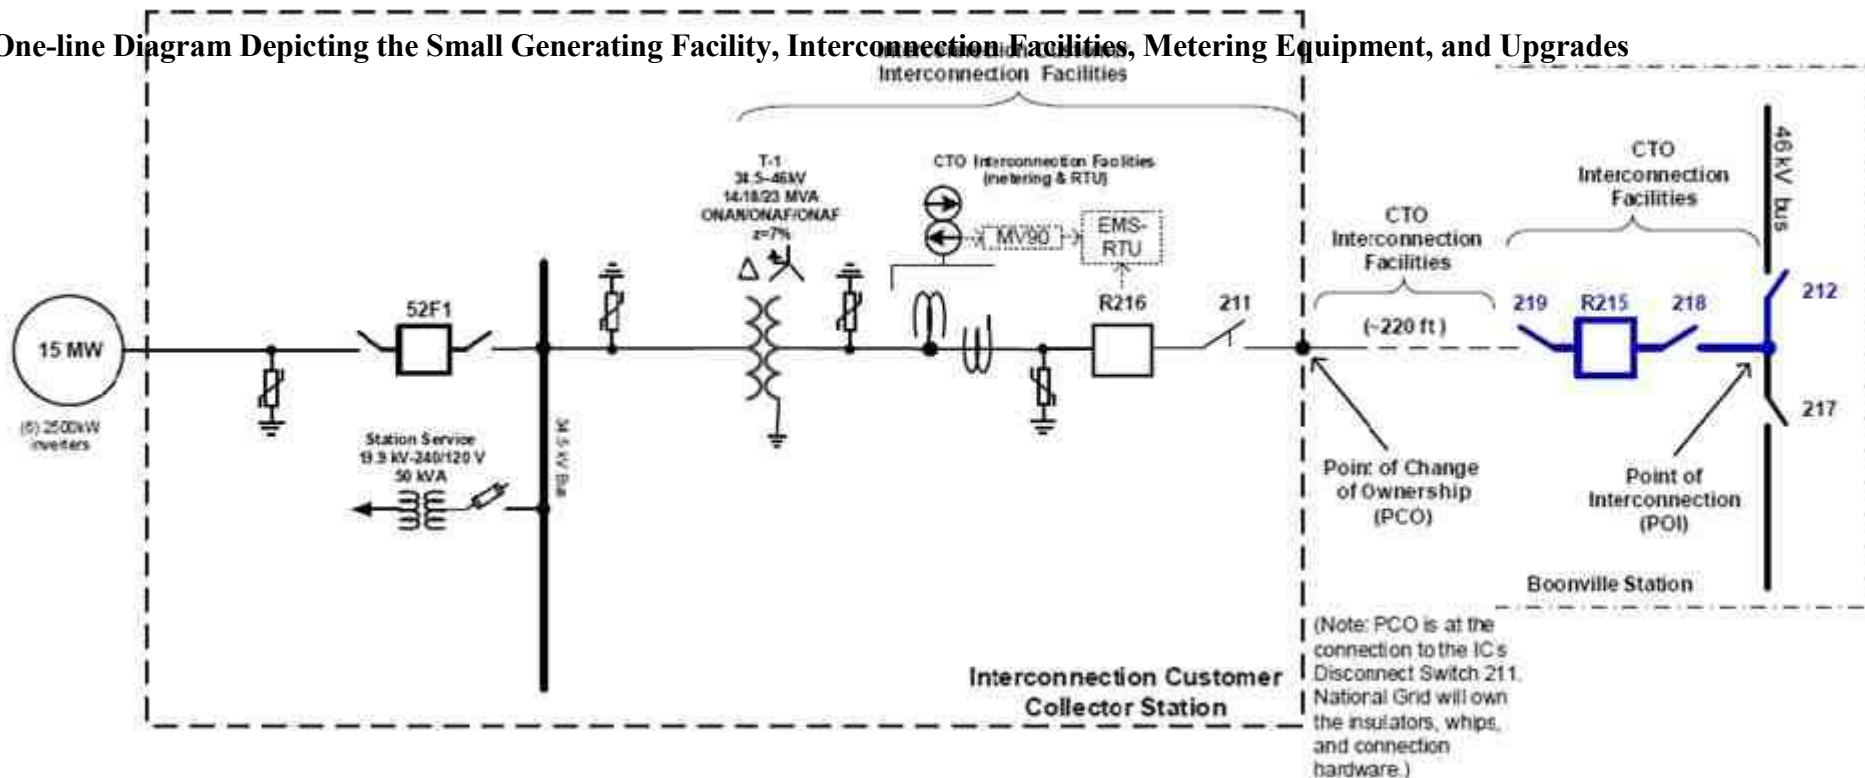 One-line Diagram Depicting the Small Generating Facility, Interconnection Facilities, Metering Equipment, and Upgrades
Interconnection Customer
Interconnection Facilities
T-1
34.5-46kV
14/18/23 MVA
ONAN/ONAF/ONAF
z=7%
CTO Interconnection Facilities
(metering & RTU)
MV90
EMS-
RTU
CTO
Interconnection
Facilities
CTO
Interconnection
Facilities
46 kV bus
15 MW
(6) 2500kW
inverters
52F1
R216
211
(~220 ft )
219
R215
218
212
217
Station Service
19.9 kV-240/120 V
50 kVA
34.5 kV Bus
Point of Change
of Ownership
(PCO)
Point of
Interconnection
(POI)
Boonville Station
Interconnection Customer
Collector Station
(Note: PCO is at the
connection to the IC's
Disconnect Switch 211.
National Grid will own
the insulators, whips,
and connection
hardware.)